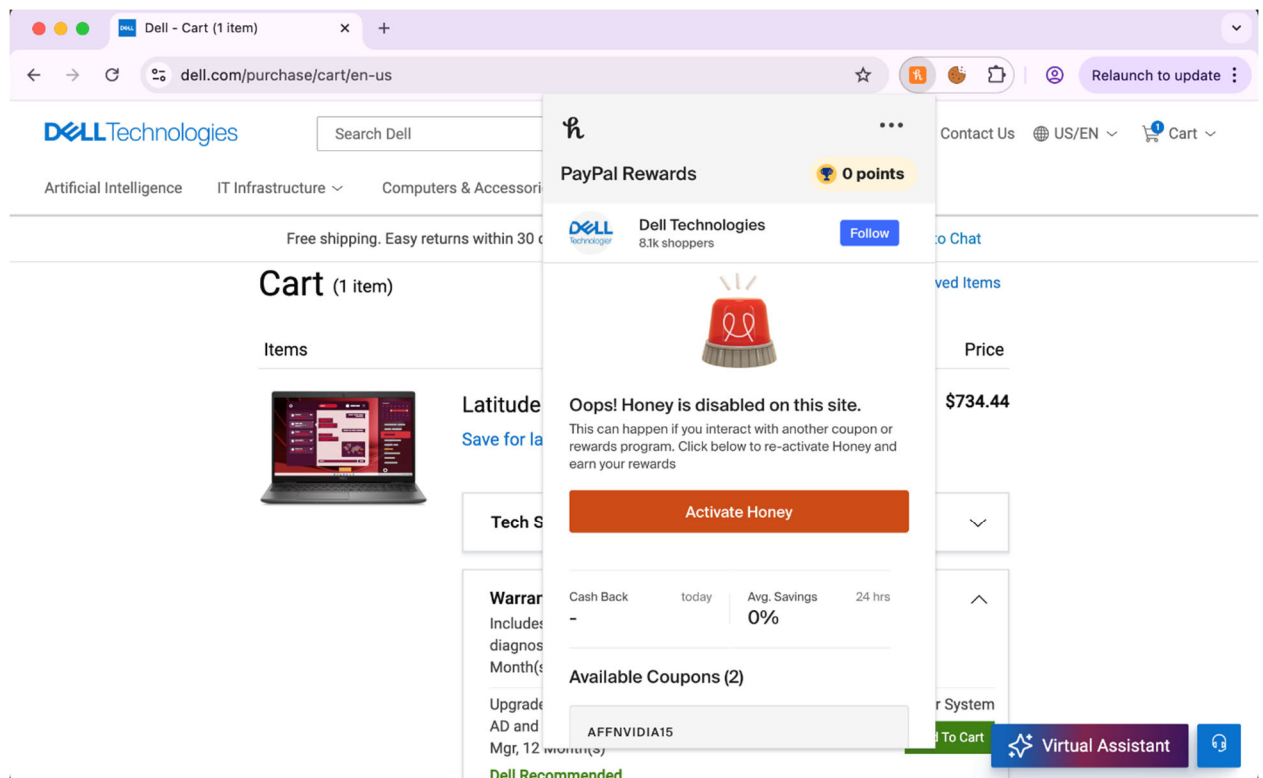 Dell - Cart (1 item)
dell.com/purchase/cart/en-us
Relaunch to update
DELL Technologies
Search Dell
Contact Us
US/EN
1
Cart
Artificial Intelligence
IT Infrastructure
Computers & Accessori
Free shipping. Easy returns within 30 d
to Chat
Cart (1 item)
ved Items
Items
Price
Latitude
$734.44
Save for la
Tech S
Warrar
Includes
diagnos
Month(s
Upgrade
r System
AD and
Mgr, 12 Month(s)
To Cart
Dell Recommended
PayPal Rewards
0 points
DELL
Technologies
Dell Technologies
8.1k shoppers
Follow
Oops! Honey is disabled on this site.
This can happen if you interact with another coupon or
rewards program. Click below to re-activate Honey and
earn your rewards
Activate Honey
Cash Back
today
-
Avg. Savings
24 hrs
0%
Available Coupons (2)
AFFNVIDIA15
Virtual Assistant